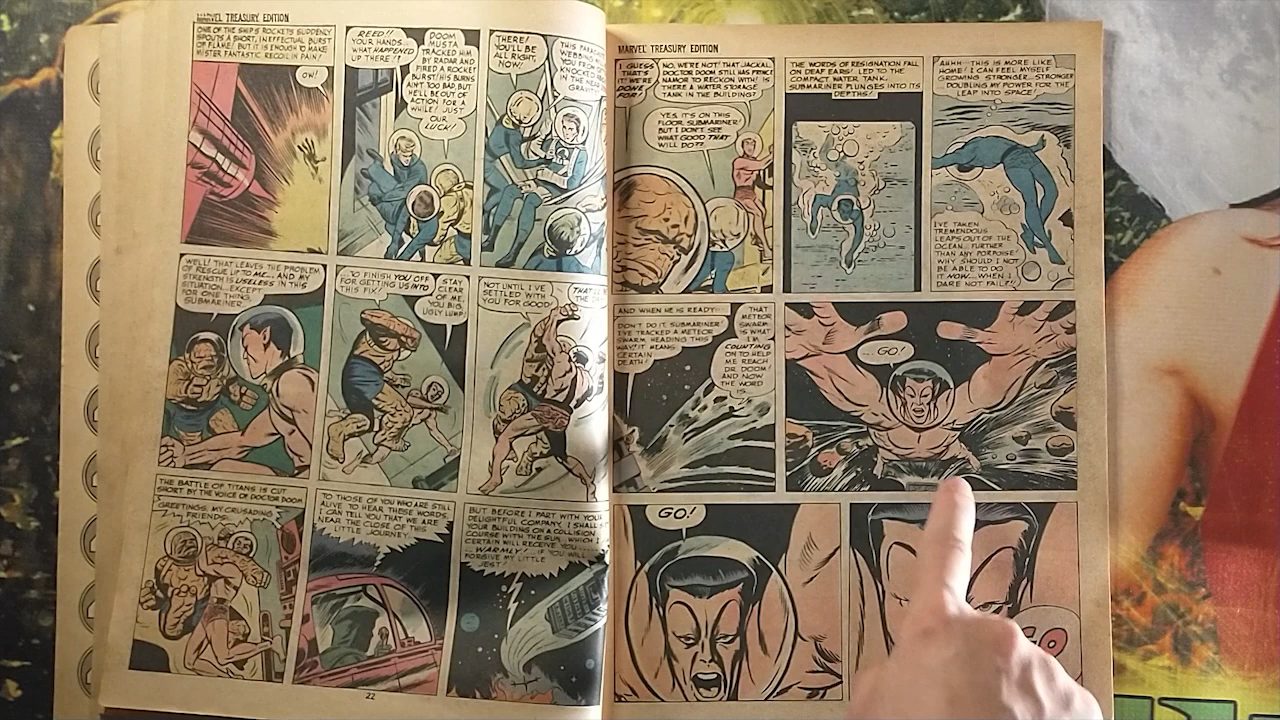 MARVEL TREASURY EDITION
ONE OF THE SHIP'S ROCKETS SUDDENLY
SPOUTS A SHORT, INEFFECTUAL BURST
OF FLAME! BUT IT IS ENOUGH TO MAKE
MISTER FANTASTIC RECOIL IN PAIN!
OW!
REED!!
YOUR HANDS...
WHAT HAPPENED
UP THERE?!
DOOM
MUSTA
TRACKED HIM
BY RADAR AND
FIRED A ROCKET
BURST! HIS BURNS
AIN'T TOO BAD, BUT
HE'LL BE OUT OF
ACTION FOR A
WHILE! JUST
OUR
LUCK!
THERE!
YOU'LL BE
ALL RIGHT,
NOW!
THIS
WEBBING
YOU FROM
KNOCKED
IN THE
WELL! THAT LEAVES THE PROBLEM
OF RESCUE UP TO ME... AND MY
STRENGTH IS USELESS IN THIS
SITUATION... EXCEPT
FOR ONE THING,
SUBMARINER...
TO FINISH YOU OFF
FOR GETTING US INTO
THIS FIX!
STAY
CLEAR
OF ME,
YOU BIG,
UGLY LUMP!
NOT UNTIL I'VE
SETTLED WITH
YOU FOR GOOD!
THE BATTLE OF TITANS IS CUT
SHORT BY THE VOICE OF DOCTOR DOOM
GREETINGS, MY CRUSADING
FRIENDS.
TO THOSE OF YOU WHO ARE STILL
ALIVE TO HEAR THESE WORDS,
I CAN TELL YOU THAT WE ARE
NEAR THE CLOSE OF THIS
LITTLE JOURNEY.
BUT BEFORE I PART WITH YOUR
DELIGHTFUL COMPANY, I SHALL
YOUR BUILDING ON A COLLISION
COURSE WITH THE SUN, WHICH I
CERTAIN WILL RECEIVE YOU
...WARMLY!... IF YOU WILL
FORGIVE MY LITTLE
JEST!
22
MARVEL TREASURY EDITION
I GUESS
THAT'S
IT! WE'RE
DONE
FOR!
NO, WE'RE NOT! THAT JACKAL,
DOCTOR DOOM STILL HAS PRINCE
NAMOR TO RECKON WITH! IS
THERE A WATER STORAGE
TANK IN THE BUILDING?
YES, IT'S ON THIS
FLOOR, SUBMARINER!
BUT I DON'T SEE
WHAT GOOD THAT
WILL DO??
THE WORDS OF RESIGNATION FALL
ON DEAF EARS! LED TO THE
COMPACT WATER TANK,
SUBMARINER PLUNGES INTO ITS
DEPTHS!
AHHH... THIS IS MORE LIKE
HOME! I CAN FEEL MYSELF
GROWING STRONGER... STRONGER
...DOUBLING MY POWER FOR THE
LEAP INTO SPACE!
I'VE TAKEN
TREMENDOUS
LEAPS OUT OF THE
OCEAN... FURTHER
THAN ANY PORPOISE!
WHY SHOULD I NOT
BE ABLE TO DO
IT NOW... WHEN I
DARE NOT FAIL?!
AND WHEN HE IS READY...
DON'T DO IT, SUBMARINER!
I'VE TRACKED A METEOR
SWARM, HEADING THIS
WAY! IT MEANS
CERTAIN
DEATH!
THAT
METEOR
SWARM
IS WHAT
I'M
COUNTING
ON TO HELP
ME REACH
DR. DOOM!
AND NOW
THE WORD
IS...
...GO!
GO!
GO